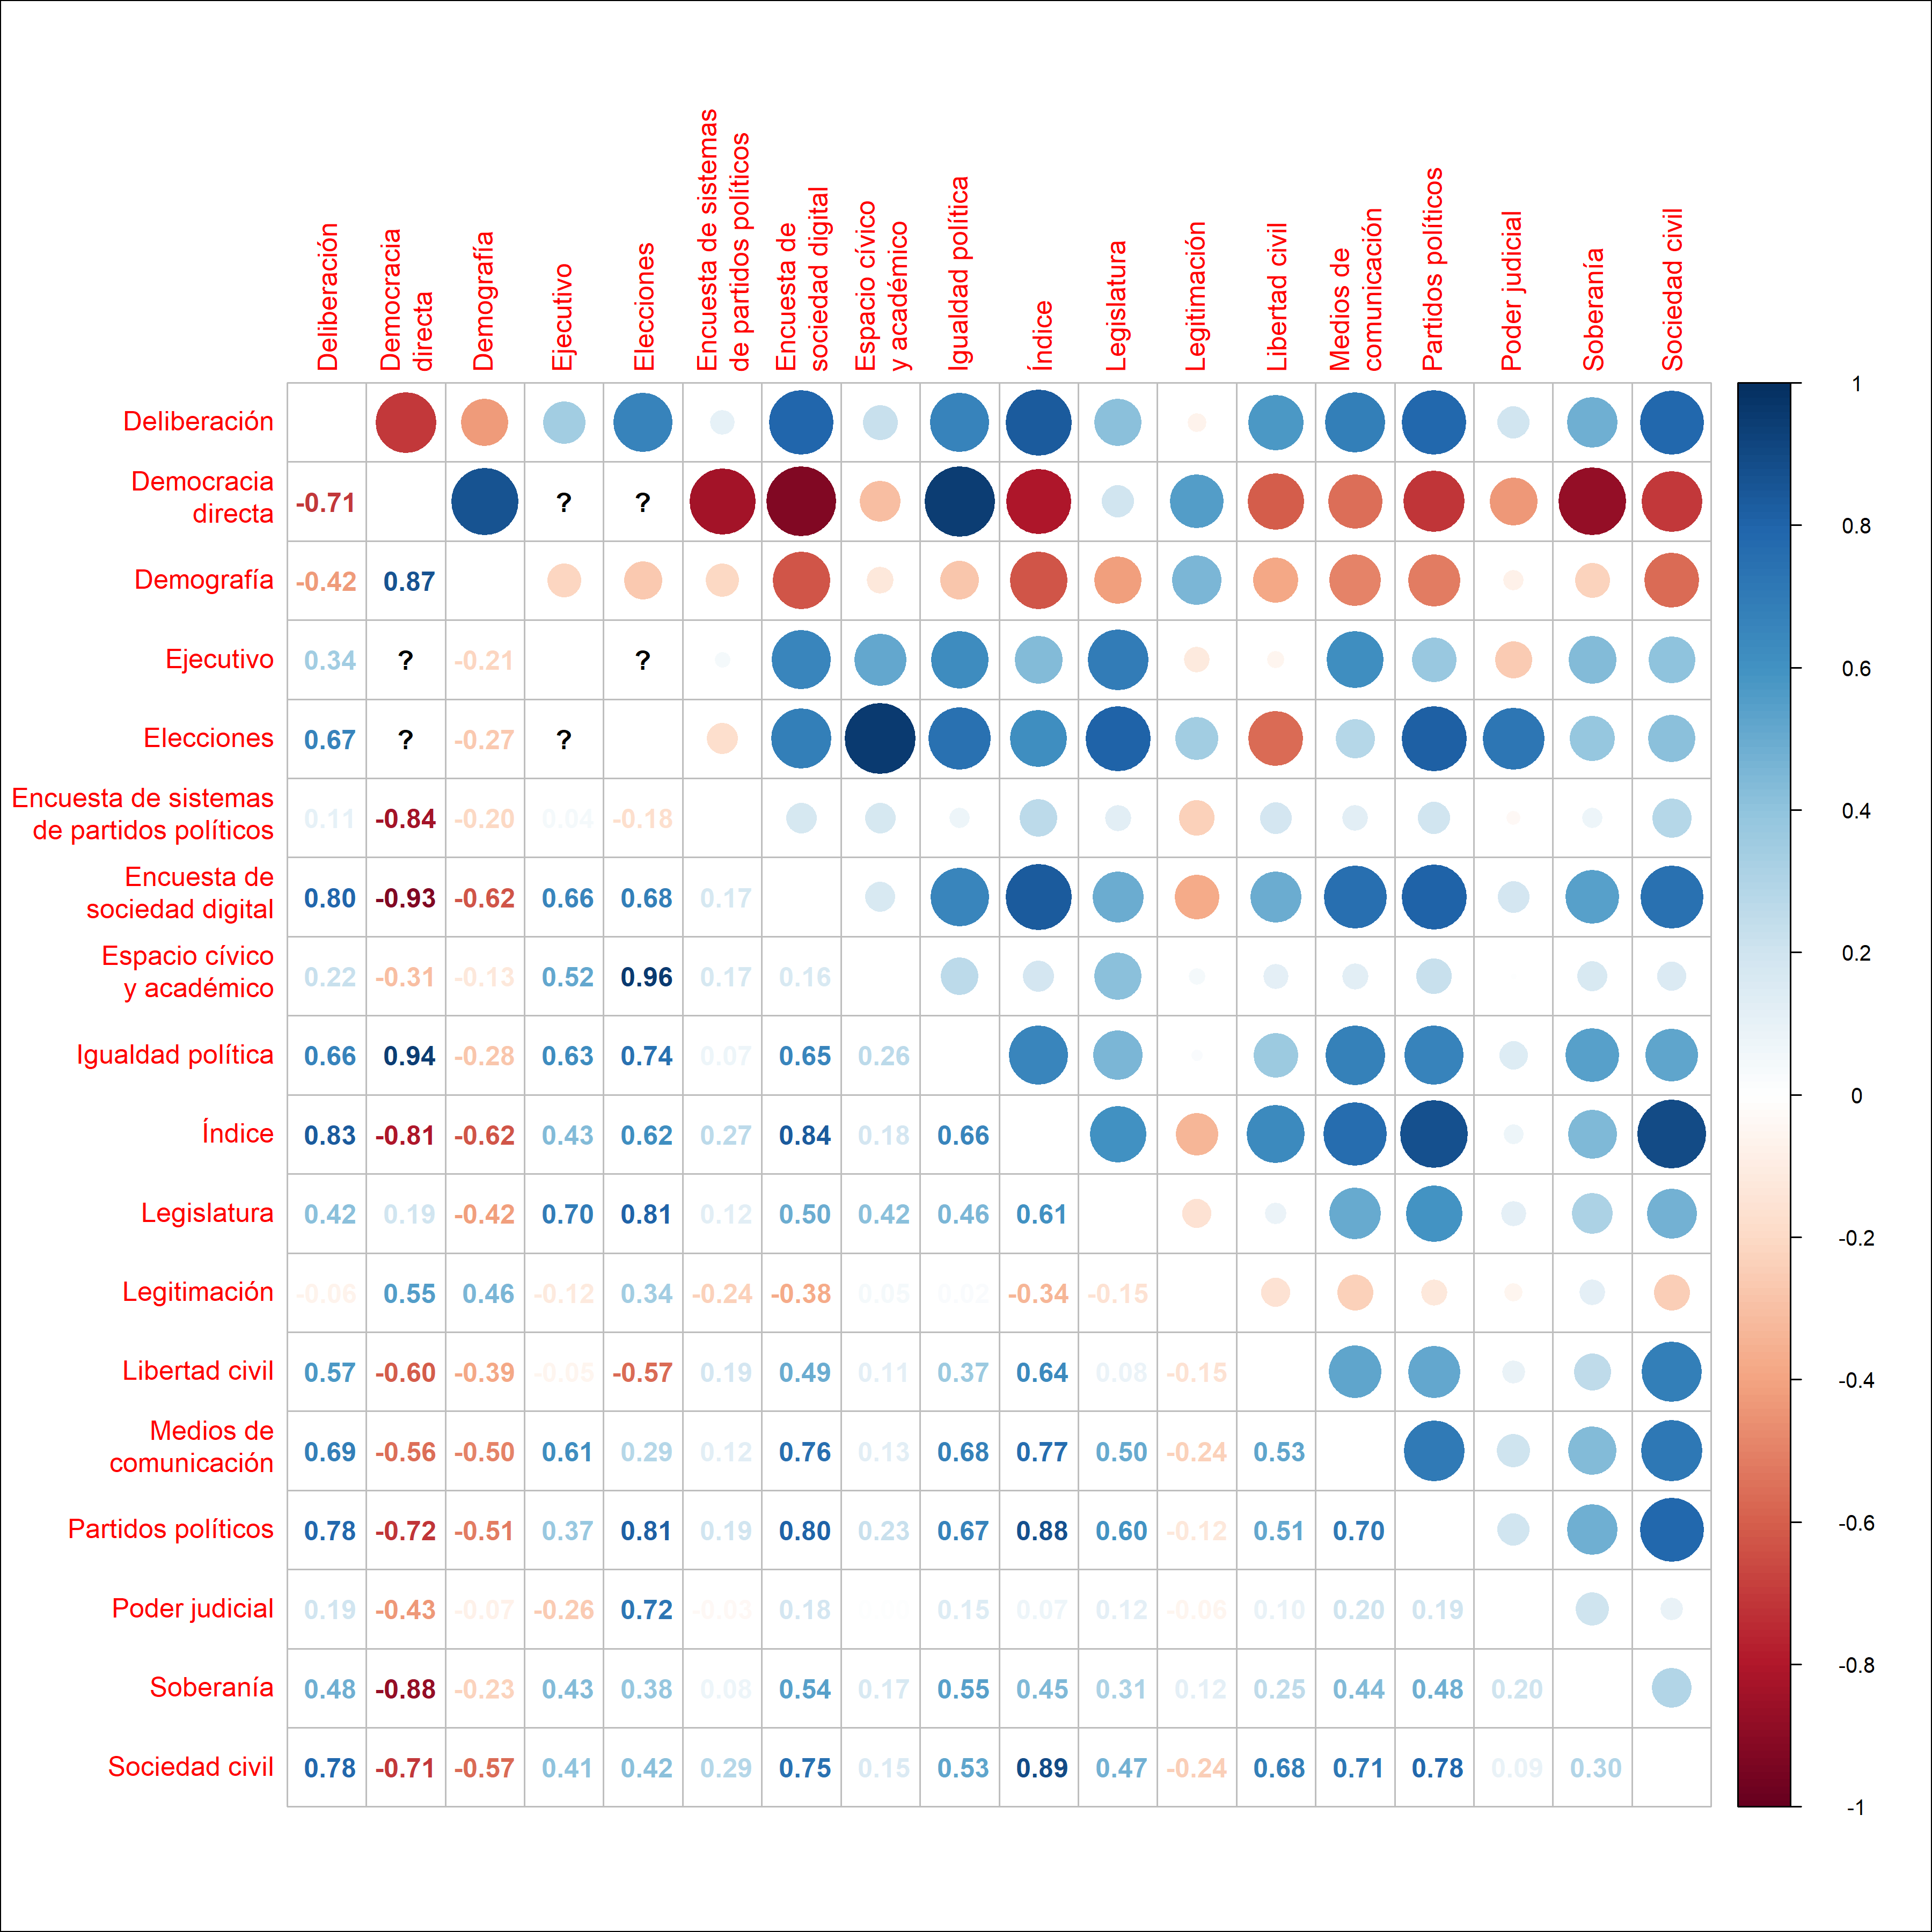 Deliberación
Democracia
directa
Demografía
Ejecutivo
Elecciones
Encuesta de sistemas
de partidos políticos
Encuesta de
sociedad digital
Espacio cívico
y académico
Igualdad política
Índice
Legislatura
Legitimación
Libertad civil
Medios de
comunicación
Partidos políticos
Poder judicial
Soberanía
Sociedad civil
Deliberación
1
Democracia
directa
-0.71 ? ?
0.8
Demografía
-0.42 0.87
Ejecutivo
0.34 ? -0.21 ?
0.6
Elecciones
0.67 ? -0.27 ?
Encuesta de sistemas
de partidos políticos
0.11 -0.84 -0.20 0.04 -0.18
0.4
Encuesta de
sociedad digital
0.80 -0.93 -0.62 0.66 0.68 0.17
0.2
Espacio cívico
y académico
0.22 -0.31 -0.13 0.52 0.96 0.17 0.16
Igualdad política
0.66 0.94 -0.28 0.63 0.74 0.07 0.65 0.26
0
Índice
0.83 -0.81 -0.62 0.43 0.62 0.27 0.84 0.18 0.66
Legislatura
0.42 0.19 -0.42 0.70 0.81 0.12 0.50 0.42 0.46 0.61
-0.2
Legitimación
-0.06 0.55 0.46 -0.12 0.34 -0.24 -0.38 0.05 0.02 -0.34 -0.15
Libertad civil
0.57 -0.60 -0.39 -0.05 -0.57 0.19 0.49 0.11 0.37 0.64 0.08 -0.15
-0.4
Medios de
comunicación
0.69 -0.56 -0.50 0.61 0.29 0.12 0.76 0.13 0.68 0.77 0.50 -0.24 0.53
Partidos políticos
0.78 -0.72 -0.51 0.37 0.81 0.19 0.80 0.23 0.67 0.88 0.60 -0.12 0.51 0.70
-0.6
Poder judicial
0.19 -0.43 -0.07 -0.26 0.72 -0.03 0.18 0.15 0.07 0.12 -0.06 0.10 0.20 0.19
-0.8
Soberanía
0.48 -0.88 -0.23 0.43 0.38 0.08 0.54 0.17 0.55 0.45 0.31 0.12 0.25 0.44 0.48 0.20
Sociedad civil
0.78 -0.71 -0.57 0.41 0.42 0.29 0.75 0.15 0.53 0.89 0.47 -0.24 0.68 0.71 0.78 0.09 0.30
-1